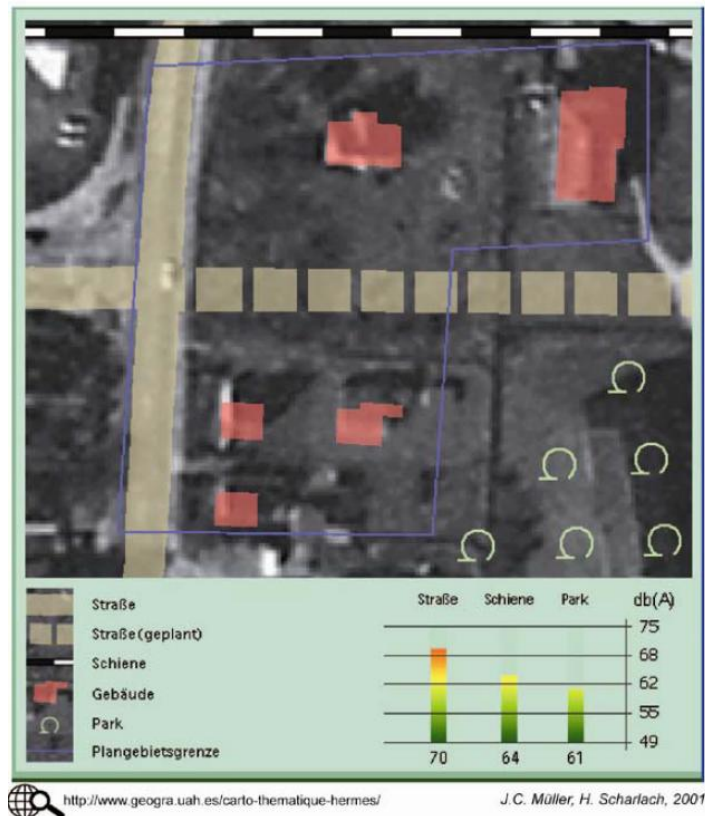 Straße
Straße(geplant)
Schiene
Gebäude
Park
Plangebietsgrenze
Straße Schiene Park db(A)
75
68
62
55
49
70 64 61
http://www.geogra.uah.es/carto-thematique-hermes/
J.C. Müller, H. Scharlach, 2001